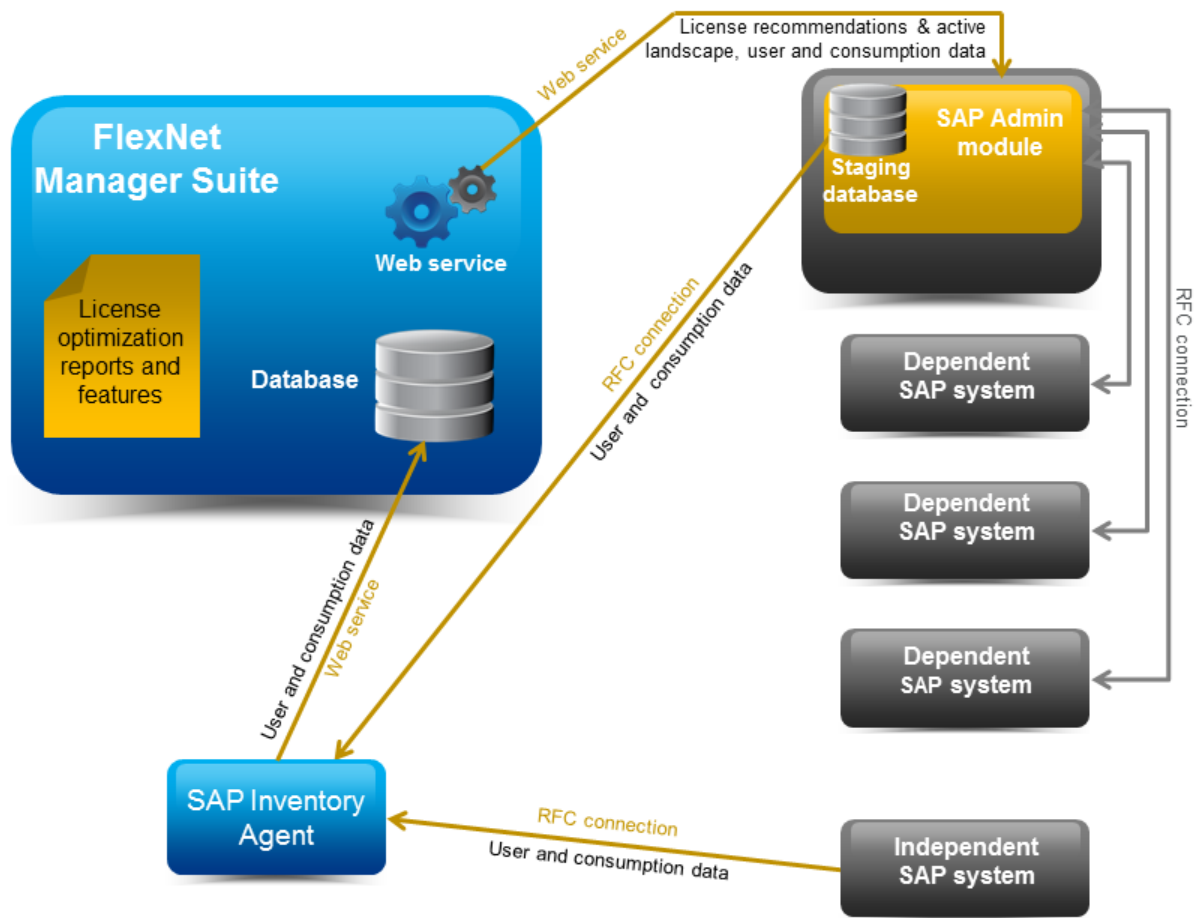 License recommendations & active
landscape, user and consumption data
Web service
FlexNet
Manager Suite
Web service
License
optimization
reports and
features
Database
SAP Admin
module
Staging
database
RFC connection
User and consumption data
RFC connection
Dependent
SAP system
Dependent
SAP system
Dependent
SAP system
User and consumption data
Web service
SAP Inventory
Agent
RFC connection
User and consumption data
Independent
SAP system